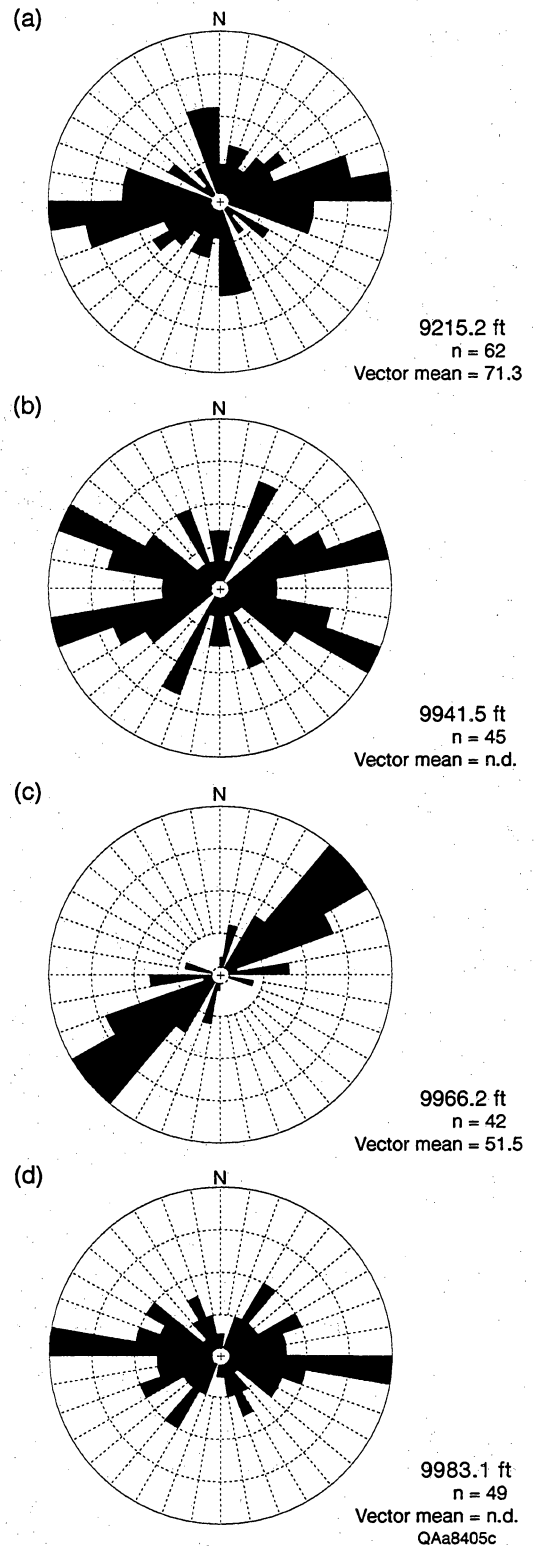 (a)
N
9215.2 ft
n = 62
Vector mean = 71.3
(b)
N
9941.5 ft
n = 45
Vector mean = n.d.
(c)
N
9966.2 ft
n = 42
Vector mean = 51.5
(d)
N
9983.1 ft
n = 49
Vector mean = n.d.
QAa8405c